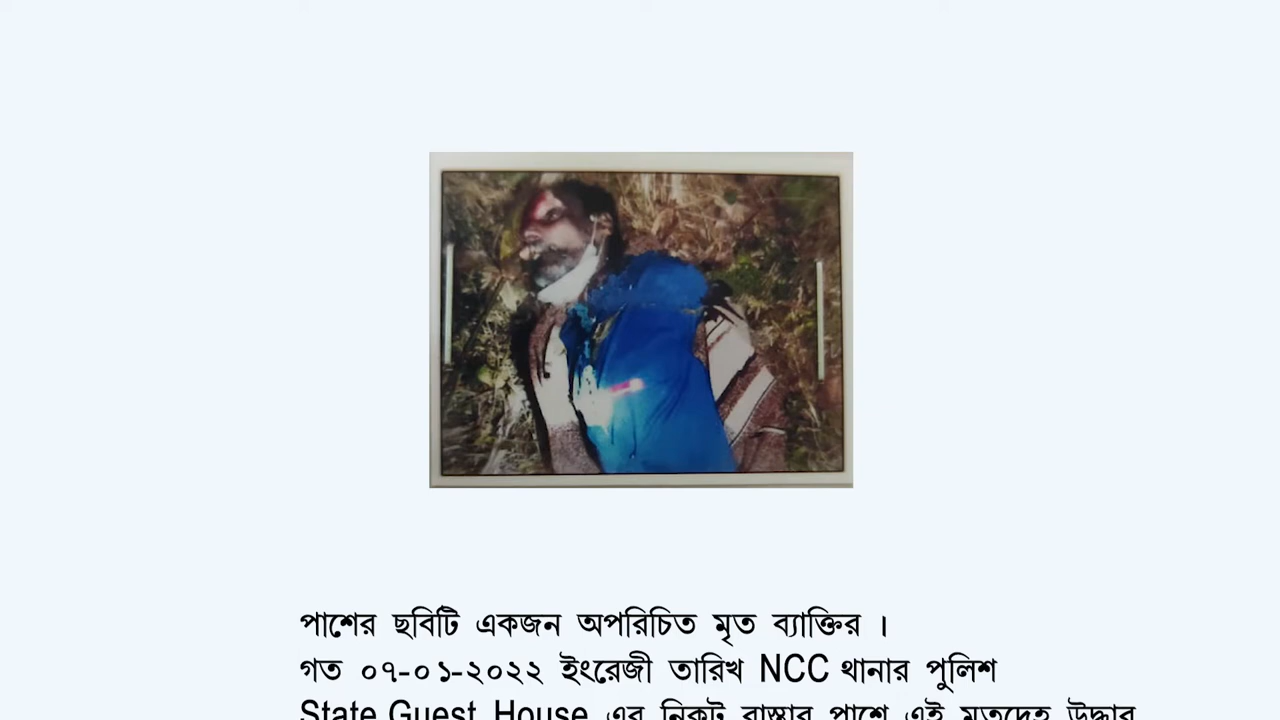 পাশের ছবিটি একজন অপরিচিত মৃত ব্যাক্তির ।
গত ০৭-০১-২০২২ ইংরেজী তারিখ NCC থানার পুলিশ
State Guest House এর নিকট রাস্তার পাশে এই মৃতদেহ উদ্ধার